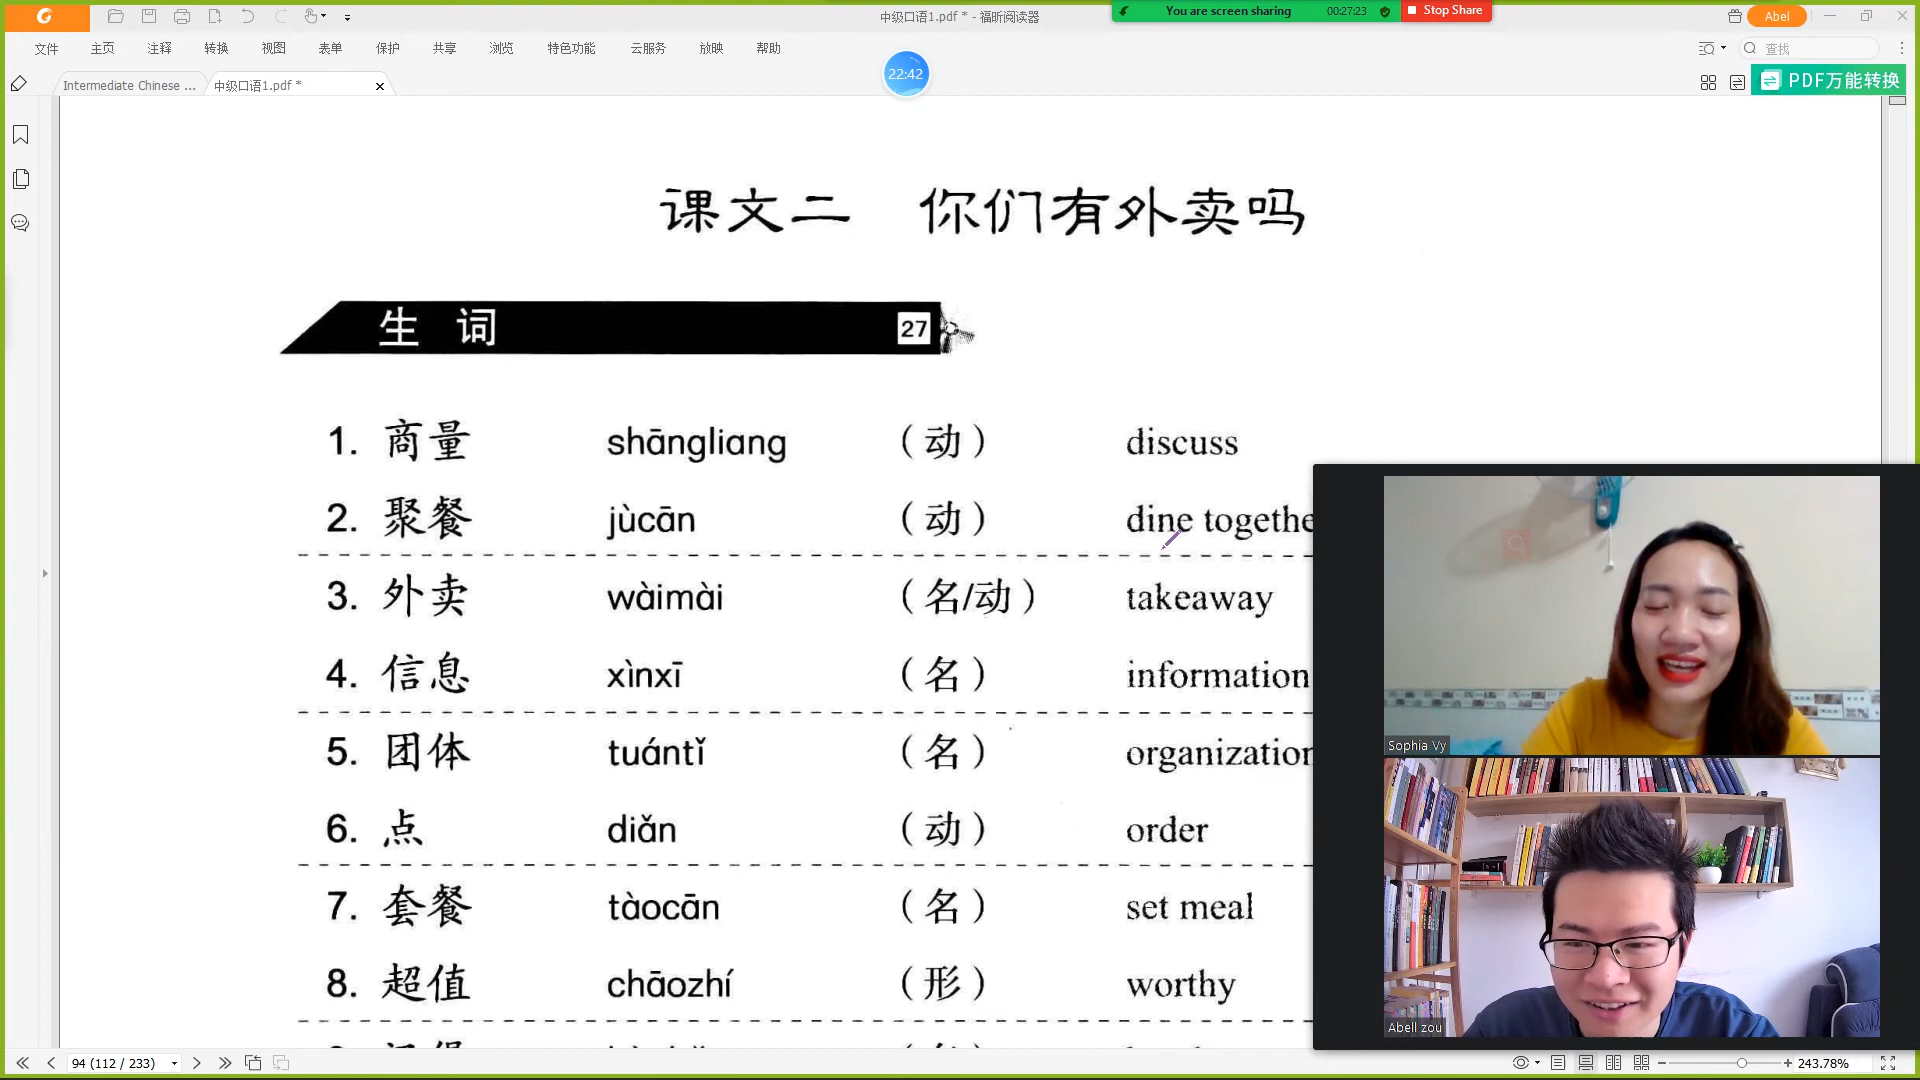 中级口语1.pdf * - 福昕阅读器
You are screen sharing 00:27:23 Stop Share
Abel
文件 主页 注释 转换 视图 表单 保护 共享 浏览 特色功能 云服务 放映 帮助
查找
22:42
Intermediate Chinese ...
中级口语1.pdf *
PDF万能转换
课文二 你们有外卖吗
生 词 27
1. 商量 shāngliang （动） discuss
2. 聚餐 jùcān （动） dine togethe
3. 外卖 wàimài （名/动） takeaway
4. 信息 xìnxī （名） information
5. 团体 tuántǐ （名） organization
6. 点 diǎn （动） order
7. 套餐 tàocān （名） set meal
8. 超值 chāozhí （形） worthy
Sophia Vy
Abell zou
94 (112 / 233)
243.78%